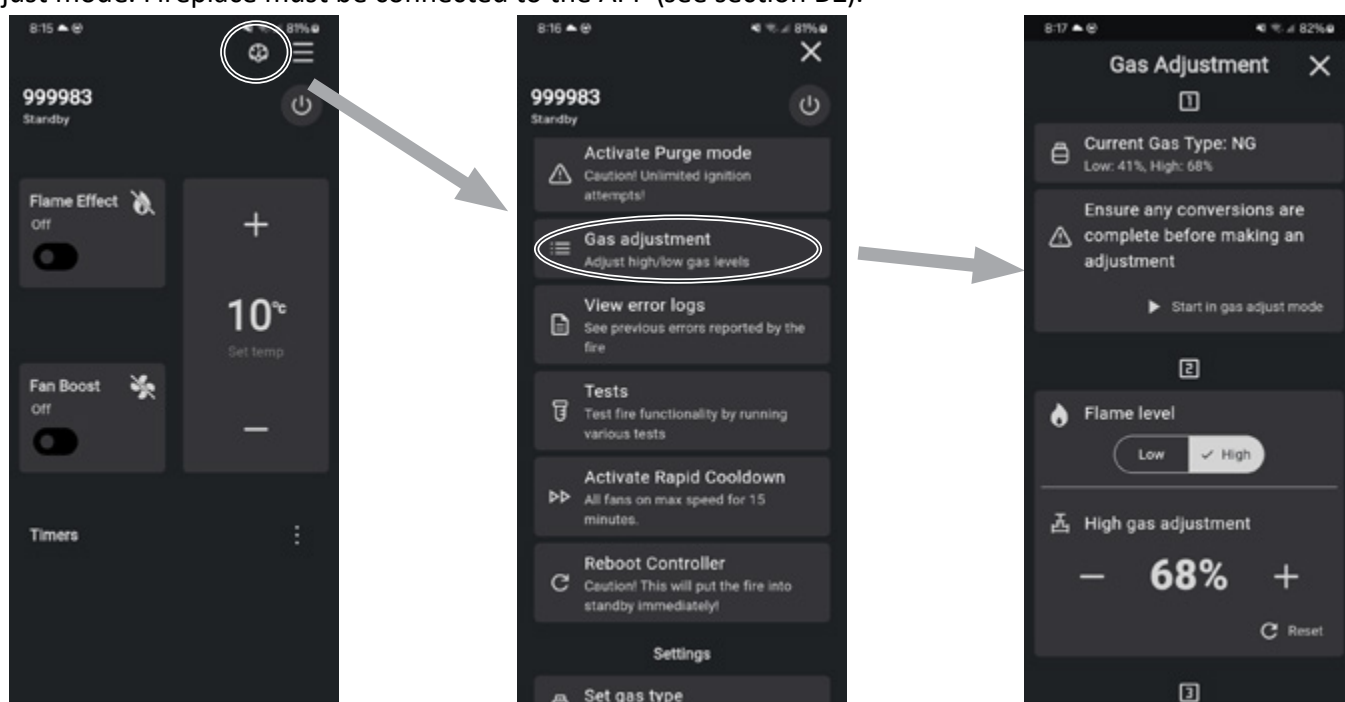 just mode. Fireplace must be connected to the APP (see section D2).
8:15
81%
999983
Standby
Flame Effect
Off
+
10°c
Set temp
−
Fan Boost
Off
Timers
8:16
81%
999983
Standby
Activate Purge mode
Caution! Unlimited ignition
attempts!
Gas adjustment
Adjust high/low gas levels
View error logs
See previous errors reported by the
fire
Tests
Test fire functionality by running
various tests
Activate Rapid Cooldown
All fans on max speed for 15
minutes.
Reboot Controller
Caution! This will put the fire into
standby immediately!
Settings
Set gas type
8:17
82%
Gas Adjustment
1
Current Gas Type: NG
Low: 41%, High: 68%
Ensure any conversions are
complete before making an
adjustment
Start in gas adjust mode
2
Flame level
Low ✓ High
High gas adjustment
− 68% +
Reset
3